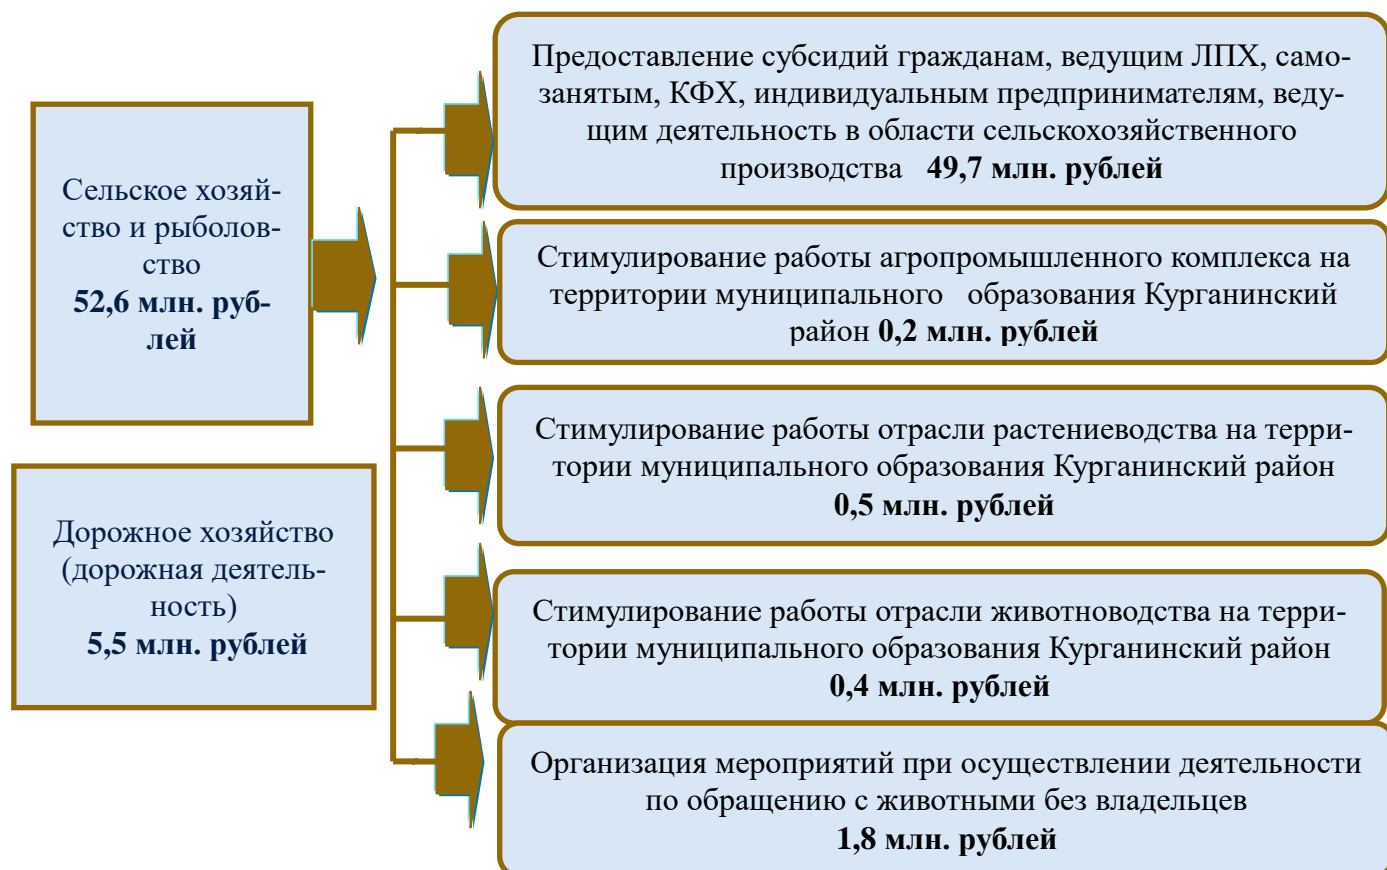 Сельское хозяй-
ство и рыболов-
ство
52,6 млн. руб-
лей
Дорожное хозяйство
(дорожная деятель-
ность)
5,5 млн. рублей
Предоставление субсидий гражданам, ведущим ЛПХ, само-
занятым, КФХ, индивидуальным предпринимателям, веду-
щим деятельность в области сельскохозяйственного
производства 49,7 млн. рублей
Стимулирование работы агропромышленного комплекса на
территории муниципального образования Курганинский
район 0,2 млн. рублей
Стимулирование работы отрасли растениеводства на терри-
тории муниципального образования Курганинский район
0,5 млн. рублей
Стимулирование работы отрасли животноводства на терри-
тории муниципального образования Курганинский район
0,4 млн. рублей
Организация мероприятий при осуществлении деятельности
по обращению с животными без владельцев
1,8 млн. рублей